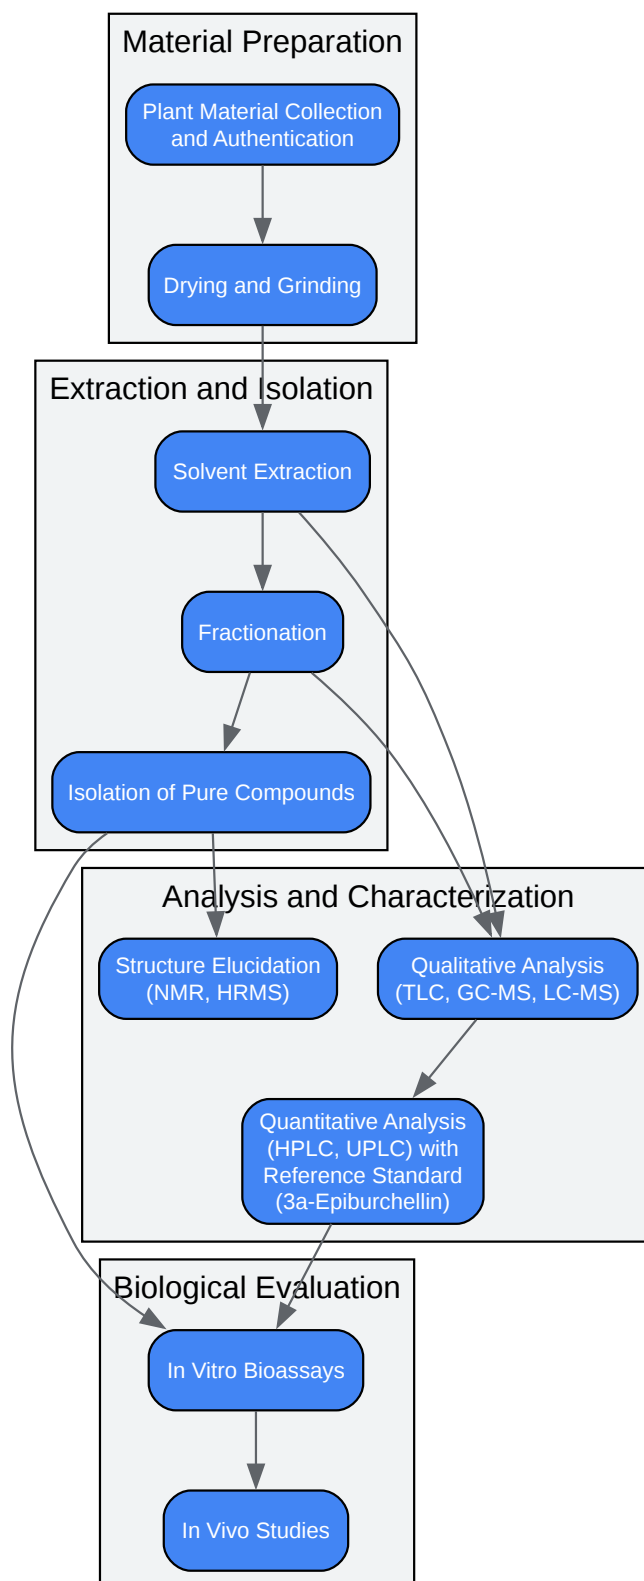 Material Preparation
Plant Material Collection
and Authentication
Drying and Grinding
Extraction and Isolation
Solvent Extraction
Fractionation
Isolation of Pure Compounds
Analysis and Characterization
Structure Elucidation
(NMR, HRMS)
Qualitative Analysis
(TLC, GC-MS, LC-MS)
Quantitative Analysis
(HPLC, UPLC) with
Reference Standard
(3a-Epiburchellin)
Biological Evaluation
In Vitro Bioassays
In Vivo Studies